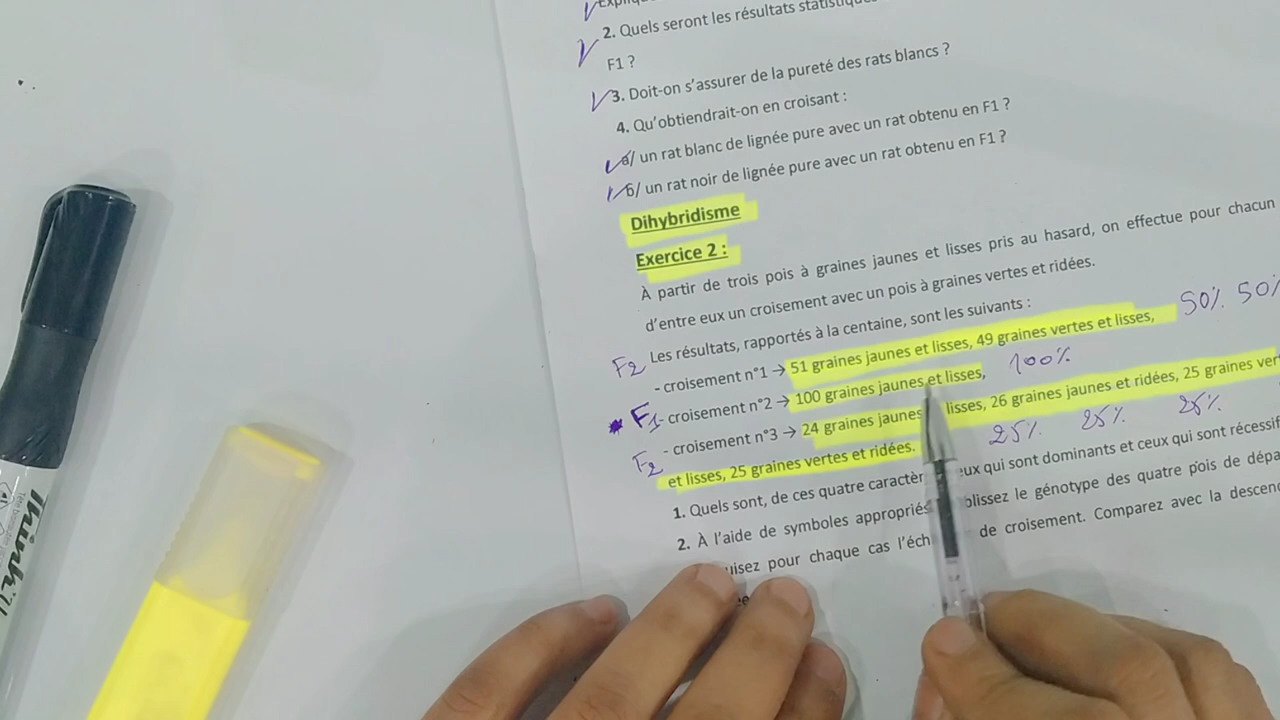 Expliqu
2. Quels seront les résultats statistiques
F1 ?
3. Doit-on s'assurer de la pureté des rats blancs ?
4. Qu'obtiendrait-on en croisant :
a/ un rat blanc de lignée pure avec un rat obtenu en F1 ?
b/ un rat noir de lignée pure avec un rat obtenu en F1 ?
Dihybridisme
Exercice 2 :
À partir de trois pois à graines jaunes et lisses pris au hasard, on effectue pour chacun
d'entre eux un croisement avec un pois à graines vertes et ridées.
Les résultats, rapportés à la centaine, sont les suivants :
F2 - croisement n°1 → 51 graines jaunes et lisses, 49 graines vertes et lisses, 50% 50%
* F1 - croisement n°2 → 100 graines jaunes et lisses, 100%
F2 - croisement n°3 → 24 graines jaunes lisses, 26 graines jaunes et ridées, 25 graines ver
et lisses, 25 graines vertes et ridées. 25% 25% 25%
1. Quels sont, de ces quatre caractèr eux qui sont dominants et ceux qui sont récessif
2. À l'aide de symboles approprié blissez le génotype des quatre pois de dépa
uisez pour chaque cas l'éch de croisement. Comparez avec la descend
ée
Think